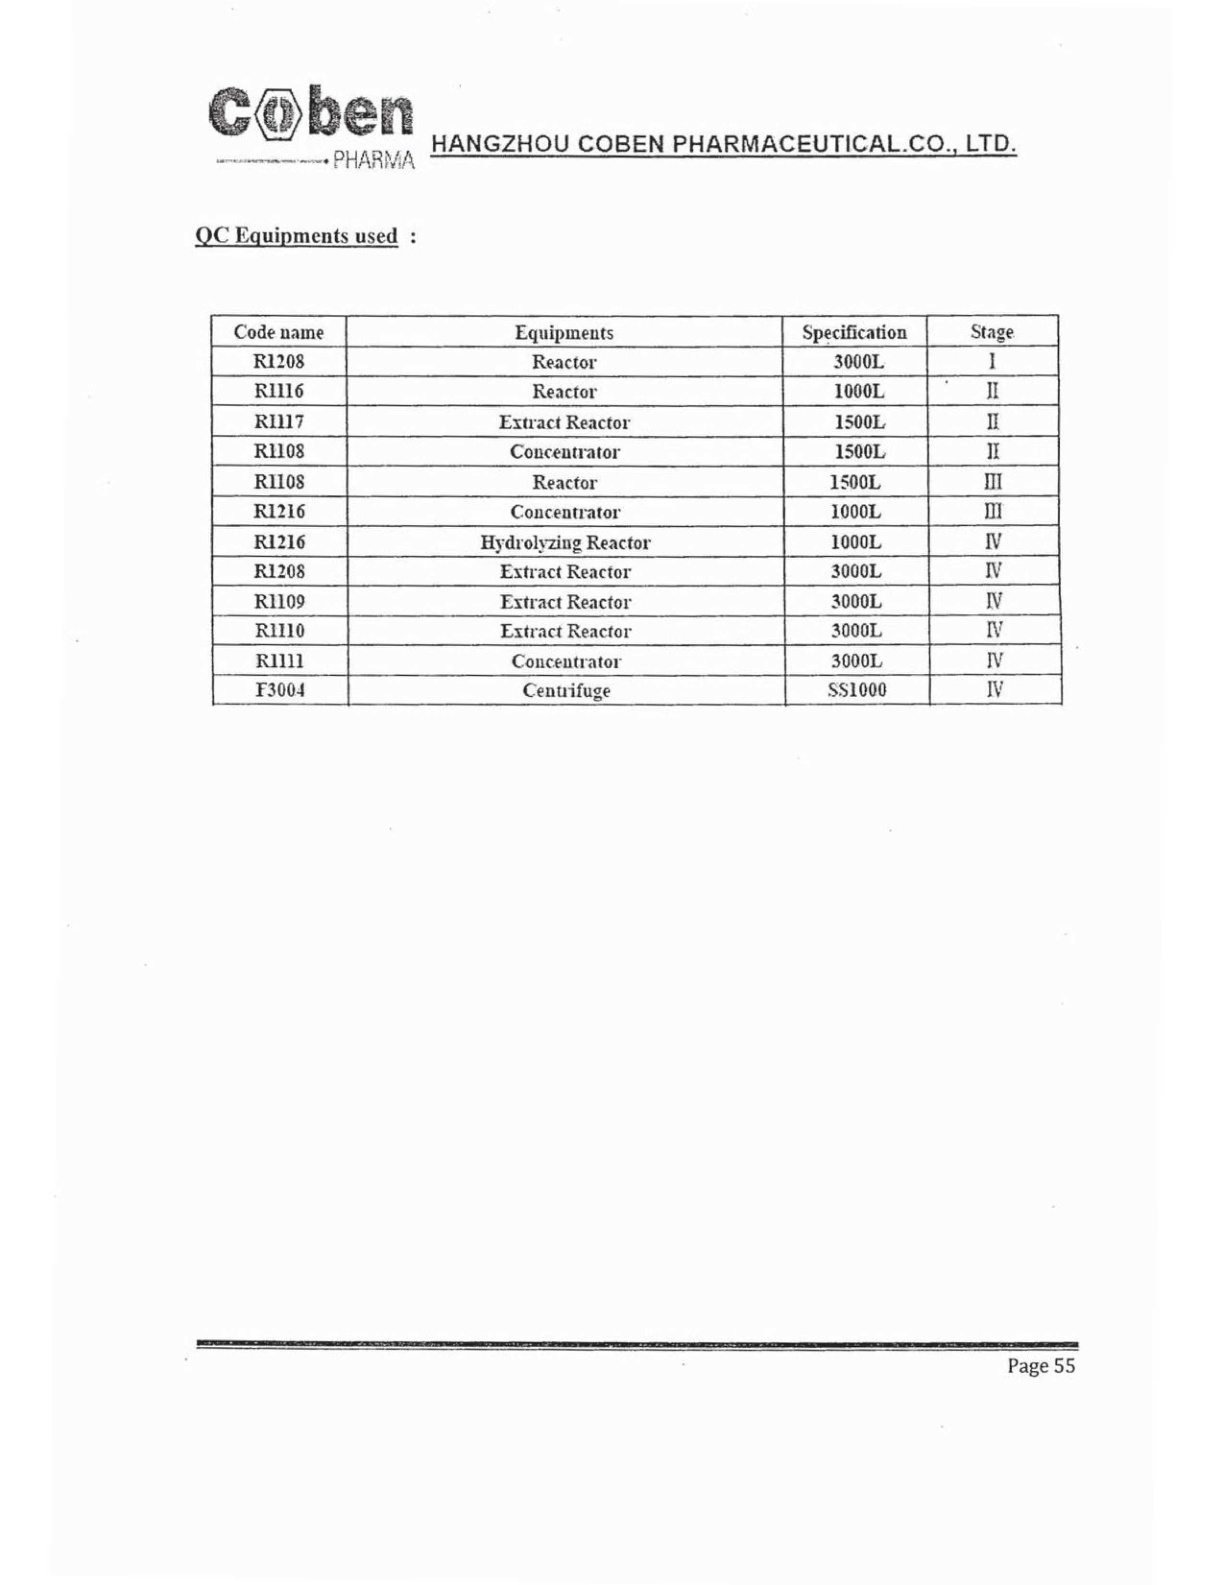 Coben
PHARMA
HANGZHOU COBEN PHARMACEUTICAL.CO., LTD.
QC Equipments used :
Code name Equipments Specification Stage
R1208 Reactor 3000L I
R1116 Reactor 1000L II
R1117 Extract Reactor 1500L II
R1108 Concentrator 1500L II
R1108 Reactor 1500L III
R1216 Concentrator 1000L III
R1216 Hydrolyzing Reactor 1000L IV
R1208 Extract Reactor 3000L IV
R1109 Extract Reactor 3000L IV
R1110 Extract Reactor 3000L IV
R1111 Concentrator 3000L IV
F3004 Centrifuge SS1000 IV
Page 55